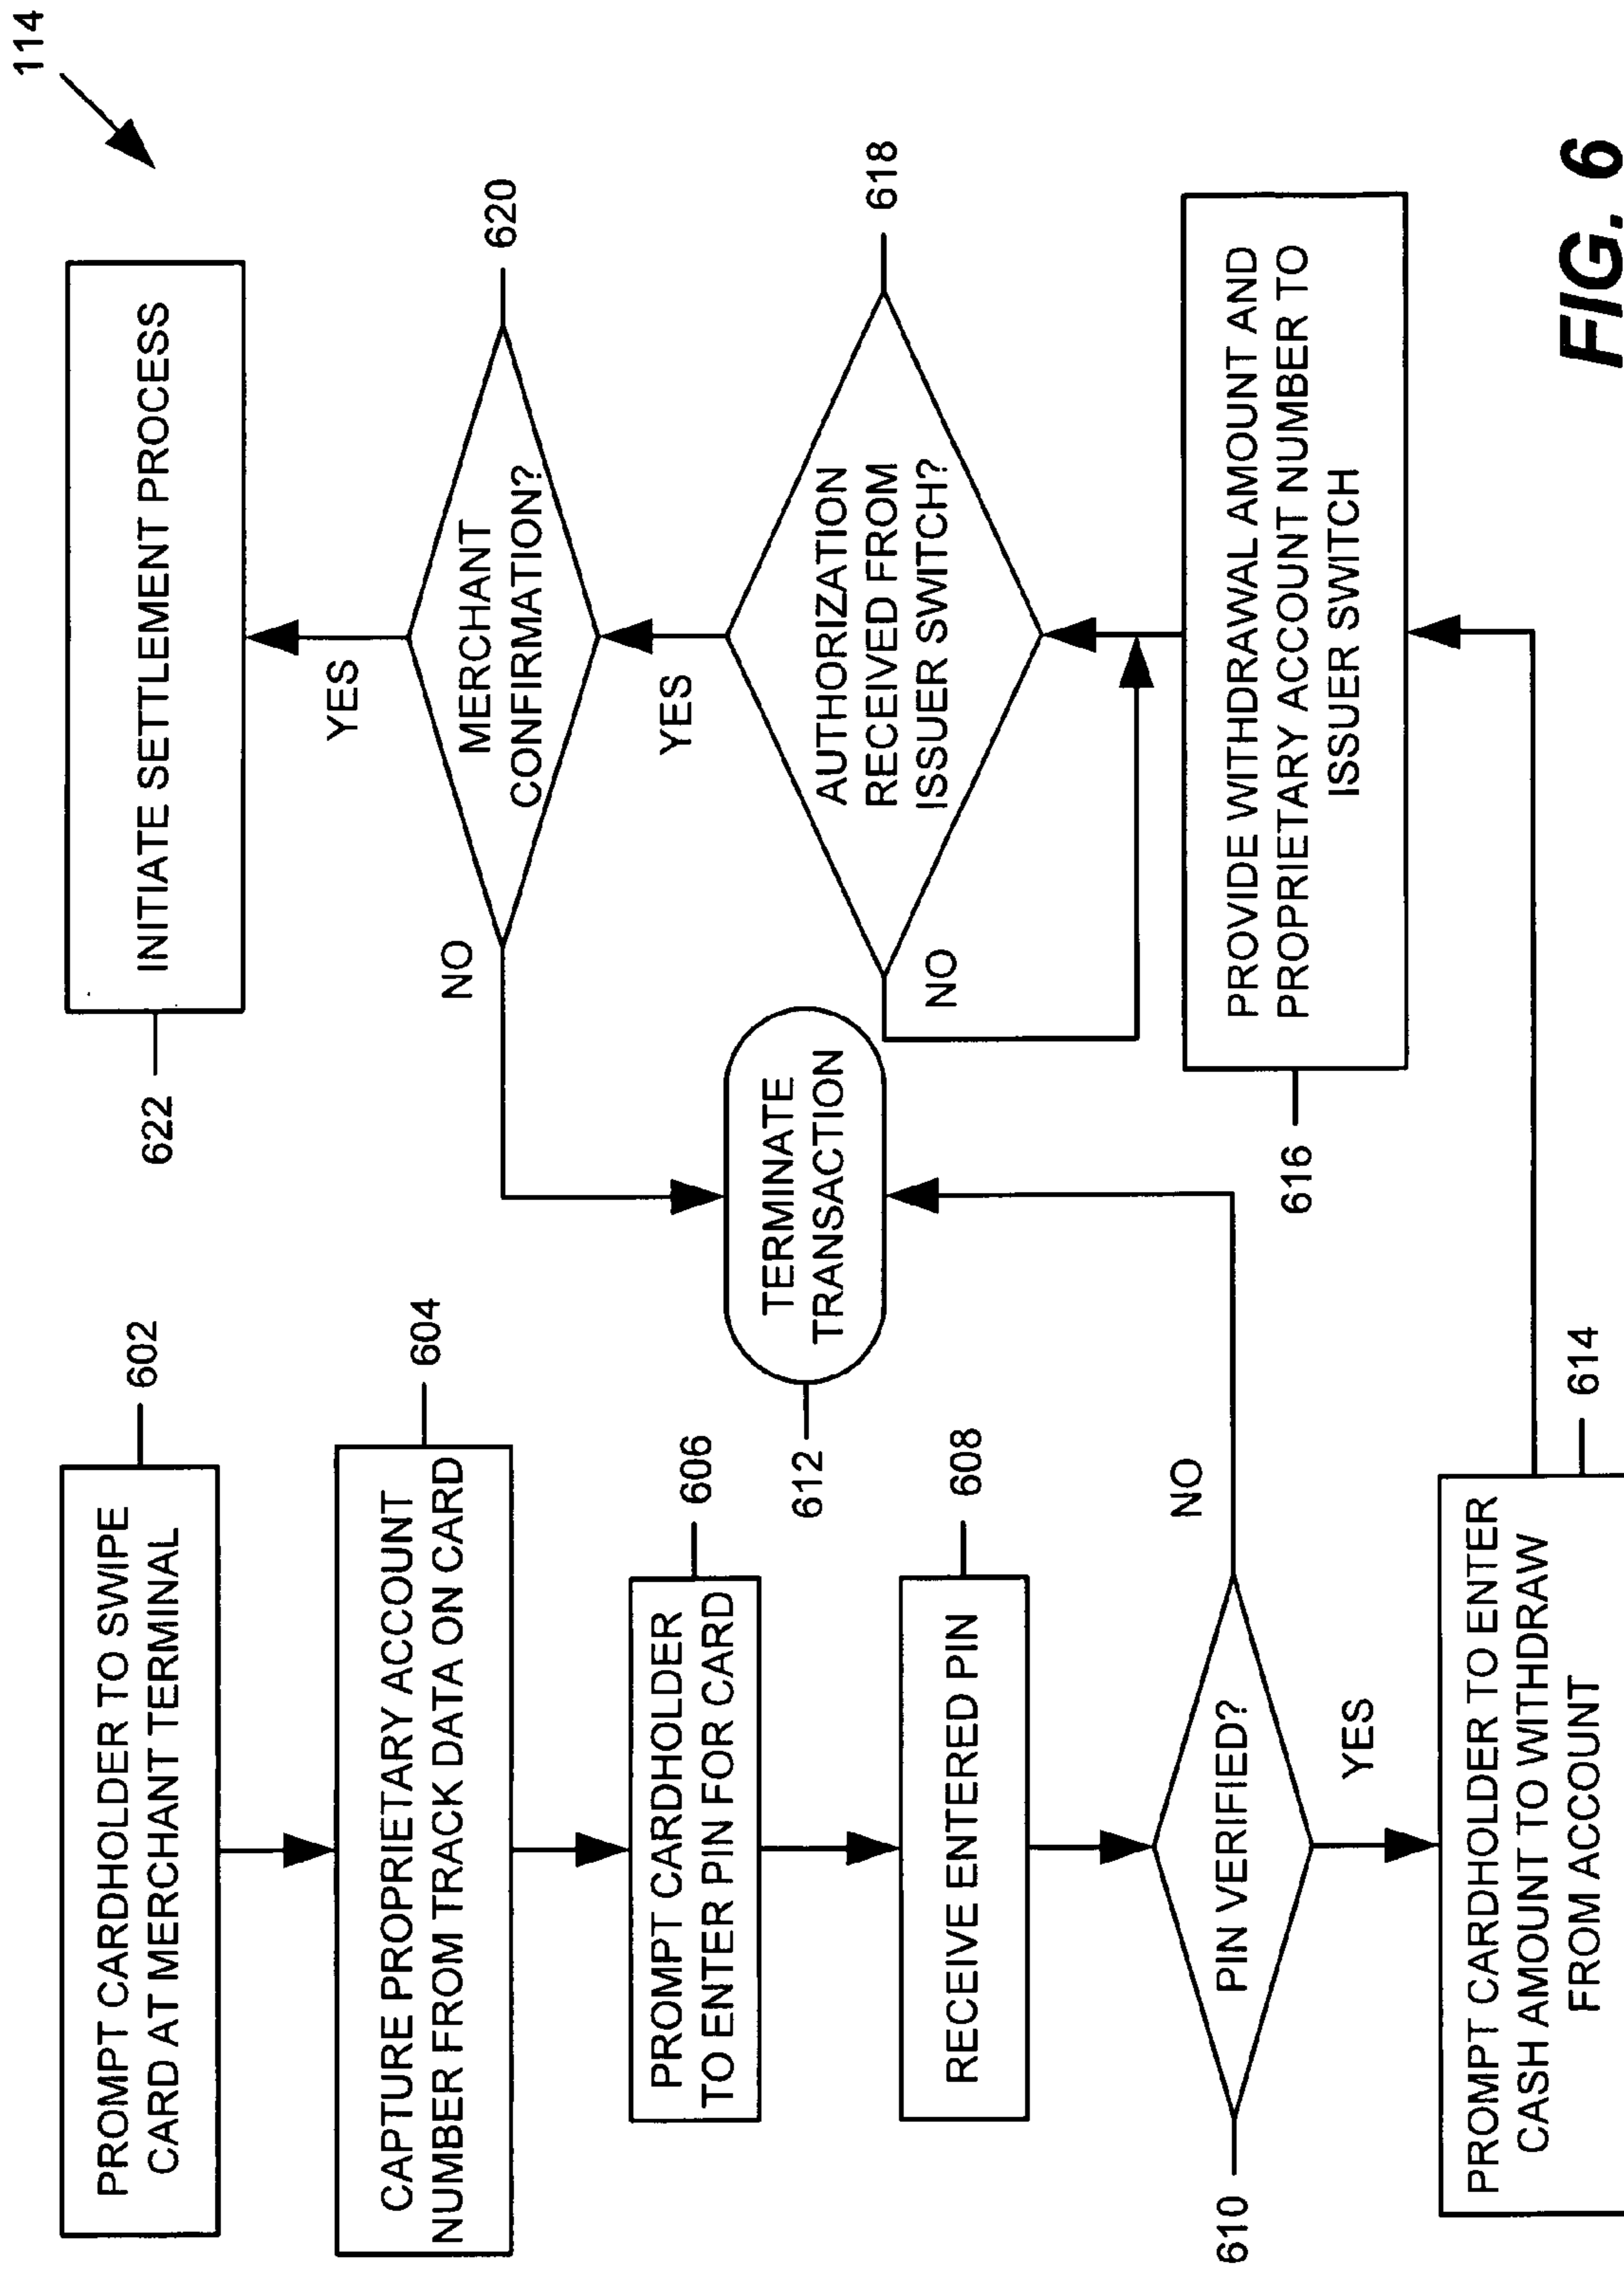 114
PROMPT CARDHOLDER TO SWIPE
CARD AT MERCHANT TERMINAL
602
CAPTURE PROPRIETARY ACCOUNT
NUMBER FROM TRACK DATA ON CARD
604
PROMPT CARDHOLDER
TO ENTER PIN FOR CARD
606
RECEIVE ENTERED PIN
608
PIN VERIFIED?
610
NO
YES
TERMINATE
TRANSACTION
612
PROMPT CARDHOLDER TO ENTER
CASH AMOUNT TO WITHDRAW
FROM ACCOUNT
614
PROVIDE WITHDRAWAL AMOUNT AND
PROPRIETARY ACCOUNT NUMBER TO
ISSUER SWITCH
616
AUTHORIZATION
RECEIVED FROM
ISSUER SWITCH?
618
NO
YES
MERCHANT
CONFIRMATION?
620
NO
YES
INITIATE SETTLEMENT PROCESS
622
FIG. 6